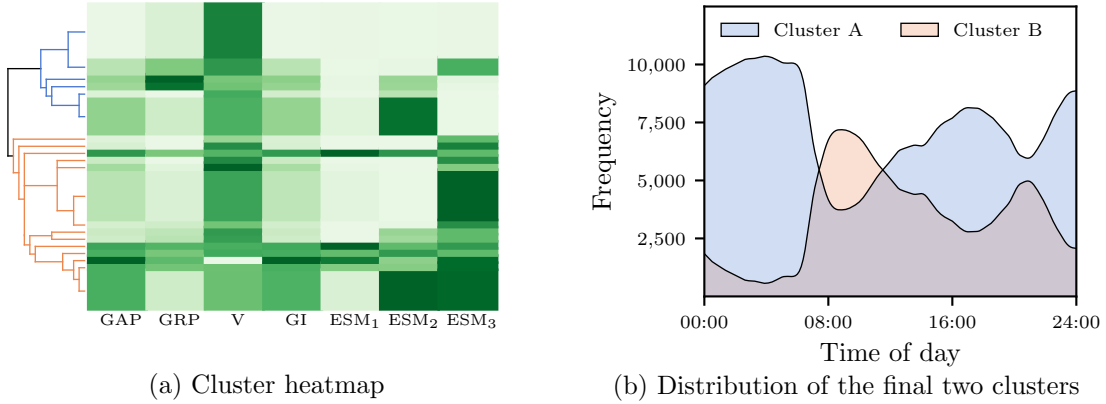 GAP GRP V GI ESM₁ ESM₂ ESM₃
(a) Cluster heatmap
Cluster A Cluster B
10,000
7,500
5,000
2,500
Frequency
00:00 08:00 16:00 24:00
Time of day
(b) Distribution of the final two clusters